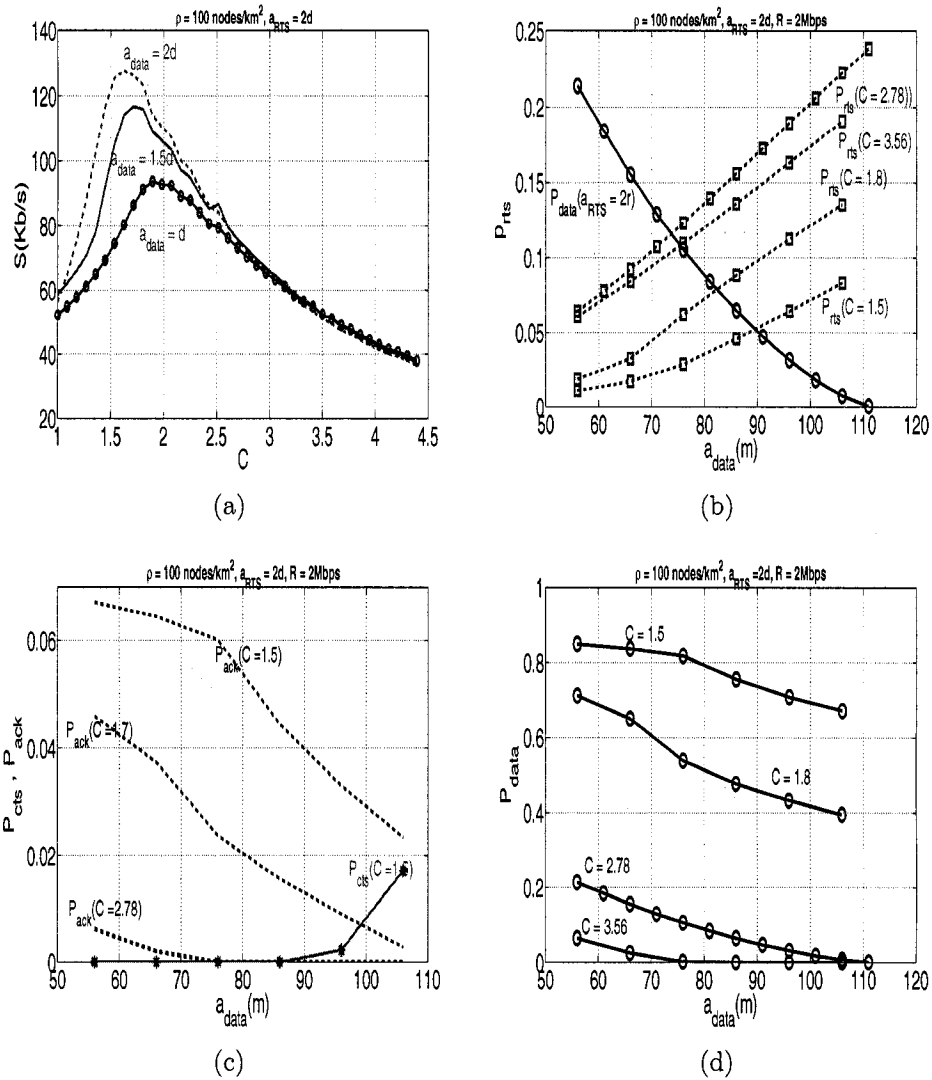 ρ = 100 nodes/km², a_RTS = 2d
140
120
100
80
60
40
20
S(Kb/s)
a_data = 2d
a_data = 1.5d
a_data = d
1 1.5 2 2.5 3 3.5 4 4.5
C
(a)
ρ = 100 nodes/km², a_RTS = 2d, R = 2Mbps
0.25
0.2
0.15
0.1
0.05
0
P_rts
P_rts(C = 2.78))
P_rts(C = 3.56)
P_rts(C = 1.8)
P_data(a_RTS = 2r)
P_rts(C = 1.5)
50 60 70 80 90 100 110 120
a_data(m)
(b)
ρ = 100 nodes/km², a_RTS = 2d, R = 2Mbps
0.06
0.04
0.02
0
P_cts , P_ack
P_ack(C =1.5)
P_ack(C =1.7)
P_cts(C =1.5)
P_ack(C =2.78)
50 60 70 80 90 100 110
a_data(m)
(c)
ρ = 100 nodes/km², a_RTS =2d, R = 2Mbps
1
0.8
0.6
0.4
0.2
0
P_data
C = 1.5
C = 1.8
C = 2.78
C = 3.56
50 60 70 80 90 100 110 120
a_data(m)
(d)